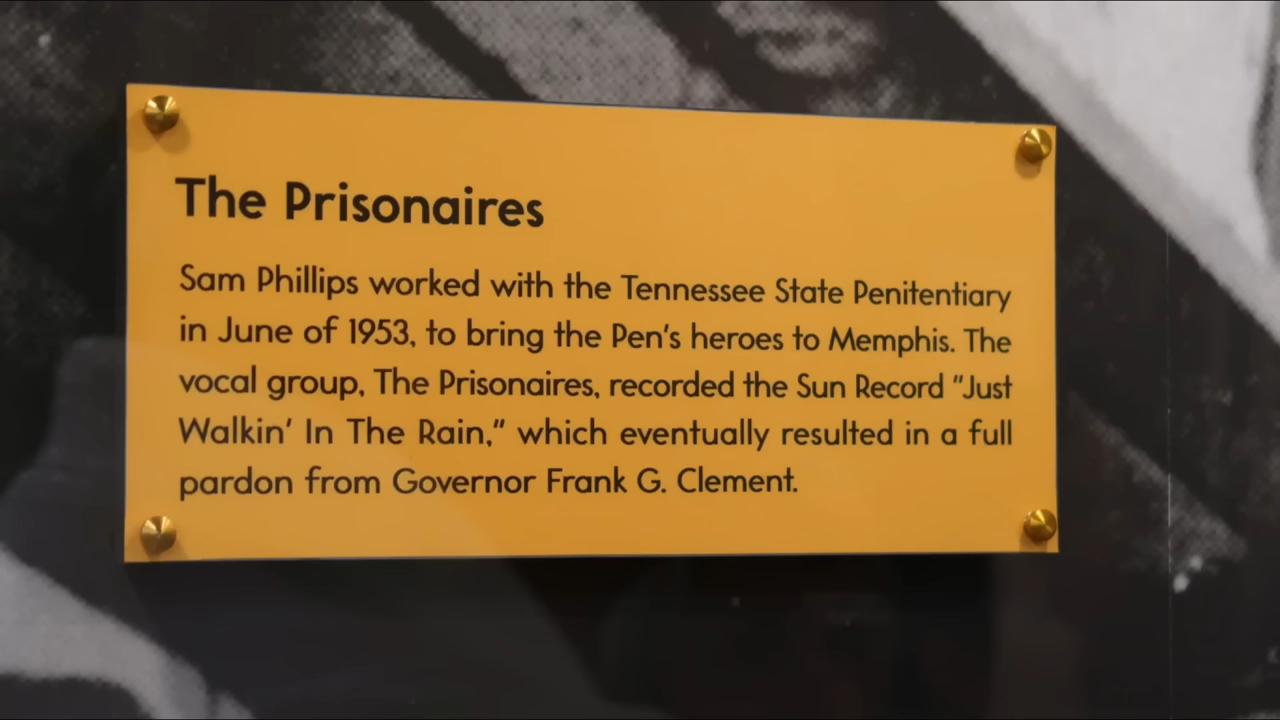 The Prisonaires
Sam Phillips worked with the Tennessee State Penitentiary
in June of 1953, to bring the Pen's heroes to Memphis. The
vocal group, The Prisonaires, recorded the Sun Record "Just
Walkin' In The Rain," which eventually resulted in a full
pardon from Governor Frank G. Clement.